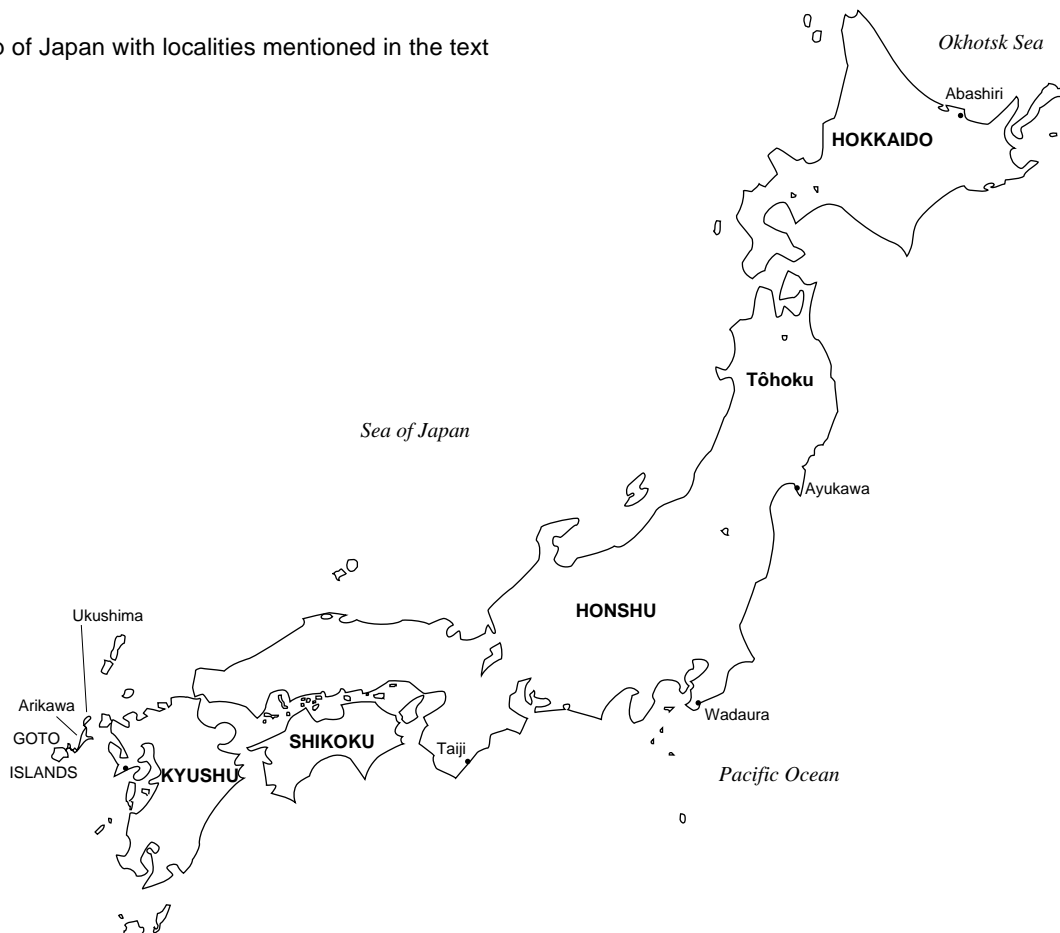 of Japan with localities mentioned in the text
Okhotsk Sea
Abashiri
HOKKAIDO
Tôhoku
Sea of Japan
Ayukawa
HONSHU
Ukushima
Arikawa
Wadaura
GOTO
SHIKOKU
Taiji
ISLANDS
KYUSHU
Pacific Ocean